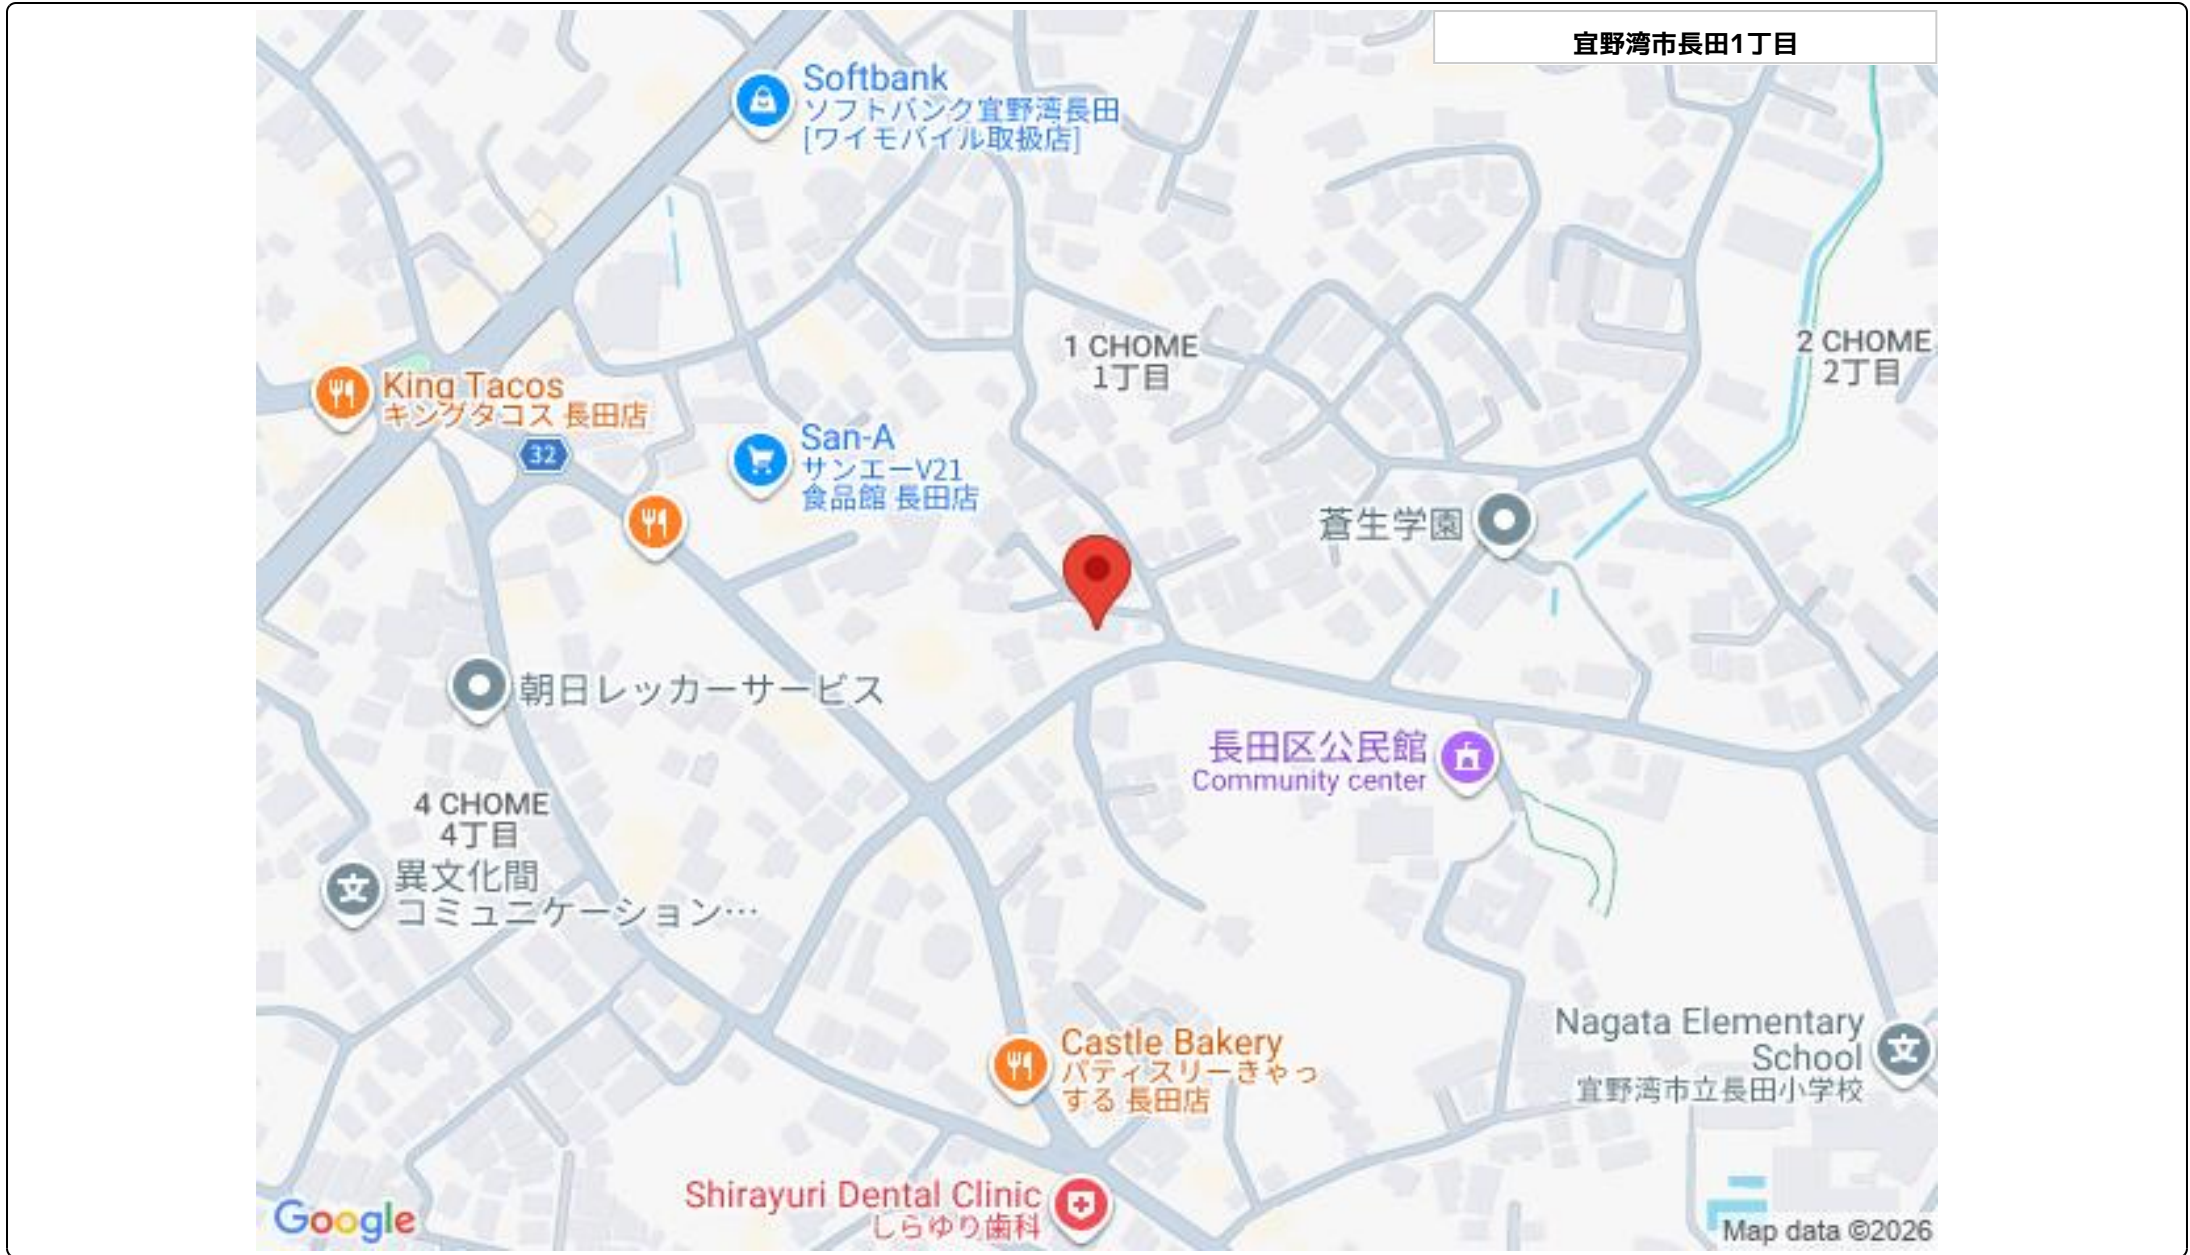 宜野湾市長田1丁目
Softbank
ソフトバンク宜野湾長田
[ワイモバイル取扱店]
1 CHOME
1丁目
2 CHOME
2丁目
King Tacos
キングタコス 長田店
32
San-A
サンエーV21
食品館 長田店
蒼生学園
朝日レッカーサービス
長田区公民館
Community center
4 CHOME
4丁目
異文化間
コミュニケーション…
文
Castle Bakery
パティスリーきゃっ
する 長田店
Nagata Elementary
School
宜野湾市立長田小学校
文
Shirayuri Dental Clinic
しらゆり歯科
Google
Map data ©2026